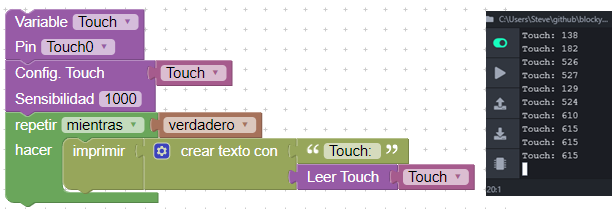 Variable Touch
Pin Touch0
Config. Touch Touch
Sensibilidad 1000
repetir mientras verdadero
hacer imprimir crear texto con “ Touch: ”
Leer Touch Touch
C:\Users\Steve\github\blocky
Touch: 138
Touch: 182
Touch: 526
Touch: 527
Touch: 129
Touch: 524
Touch: 610
Touch: 615
Touch: 615
Touch: 615
20:1